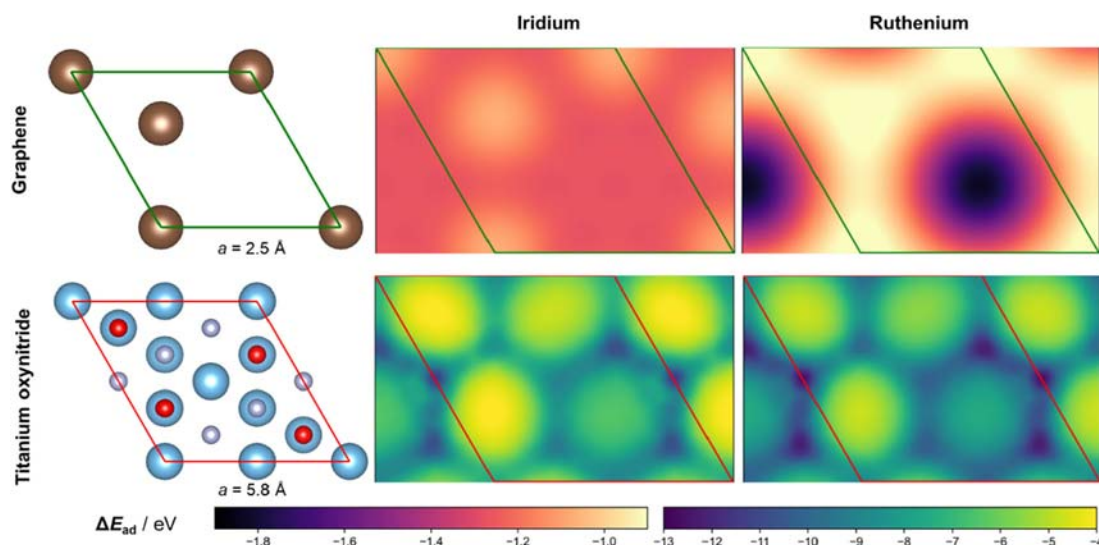 Iridium
Ruthenium
Graphene
a = 2.5 Å
Titanium oxynitride
a = 5.8 Å
ΔEad / eV
−1.8 −1.6 −1.4 −1.2 −1.0
−13 −12 −11 −10 −9 −8 −7 −6 −5 −4